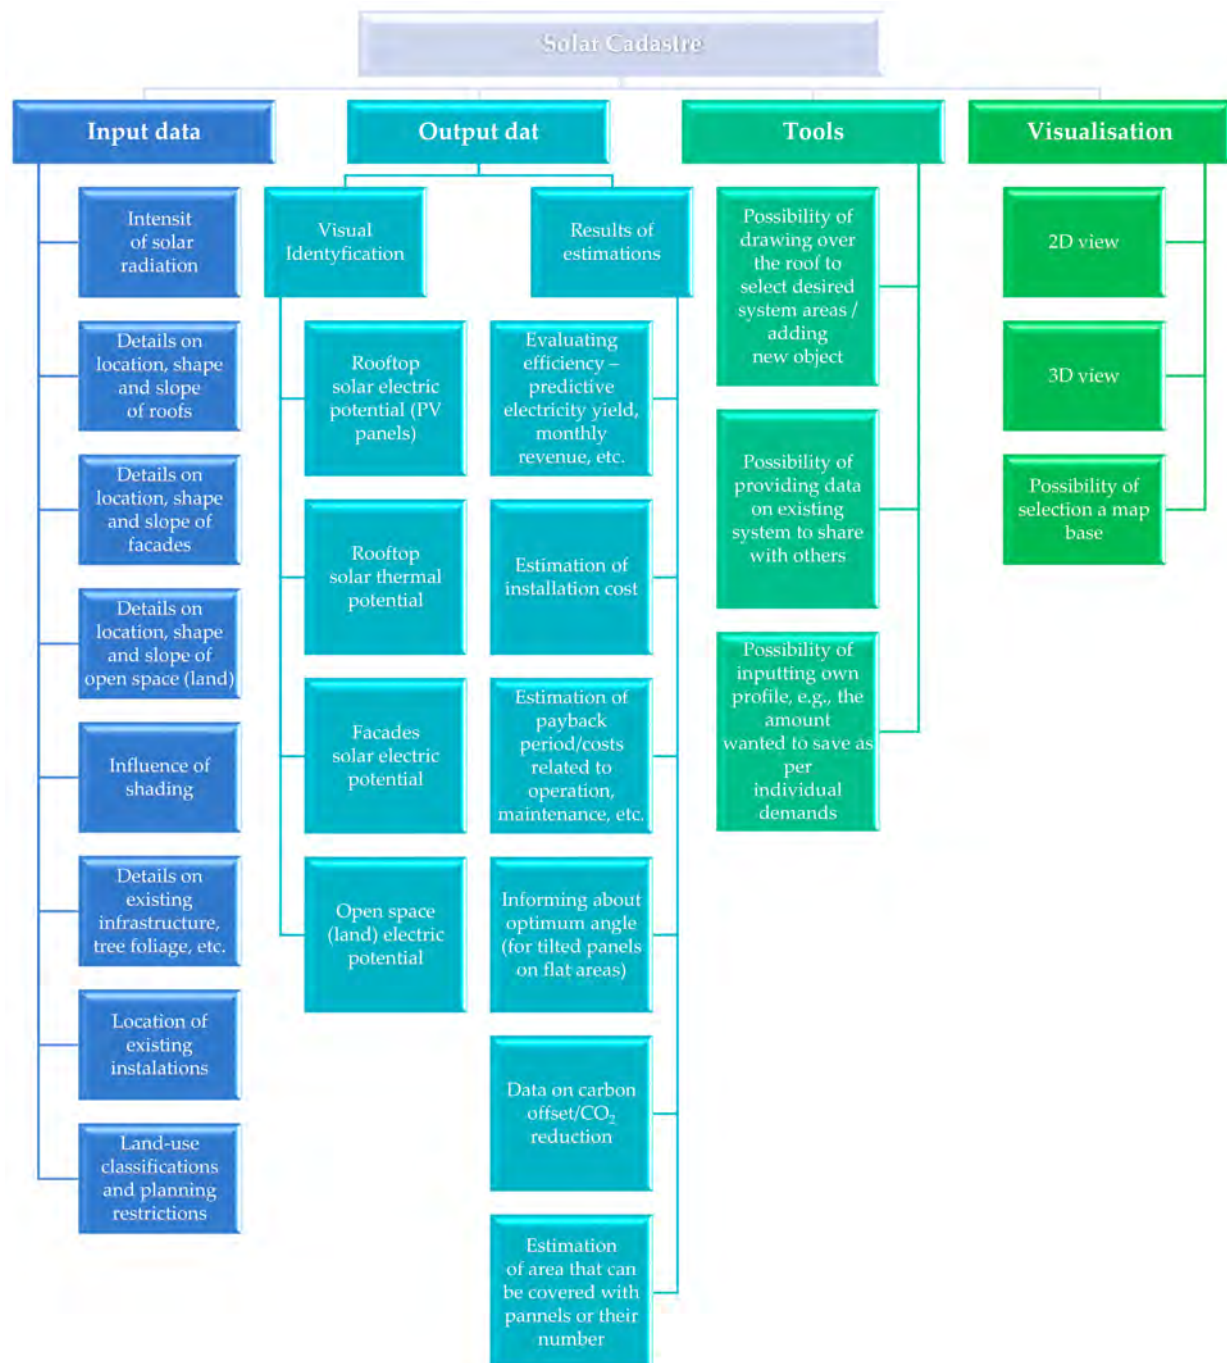 Solar Cadastre
Input data
Intensit
of solar
radiation
Details on
location, shape
and slope
of roofs
Details on
location, shape
and slope of
facades
Details on
location, shape
and slope of
open space (land)
Influence of
shading
Details on
existing
infrastructure,
tree foliage, etc.
Location of
existing
instalations
Land-use
classifications
and planning
restrictions
Output dat
Visual
Identyfication
Rooftop
solar electric
potential (PV
panels)
Rooftop
solar thermal
potential
Facades
solar electric
potential
Open space
(land) electric
potential
Results of
estimations
Evaluating
efficiency –
predictive
electricity yield,
monthly
revenue, etc.
Estimation of
installation cost
Estimation of
payback
period/costs
related to
operation,
maintenance, etc.
Informing about
optimum angle
(for tilted panels
on flat areas)
Data on carbon
offset/CO₂
reduction
Estimation
of area that can
be covered with
pannels or their
number
Tools
Possibility of
drawing over
the roof to
select desired
system areas /
adding
new object
Possibility of
providing data
on existing
system to share
with others
Possibility of
inputting own
profile, e.g., the
amount
wanted to save as
per
individual
demands
Visualisation
2D view
3D view
Possibility of
selection a map
base